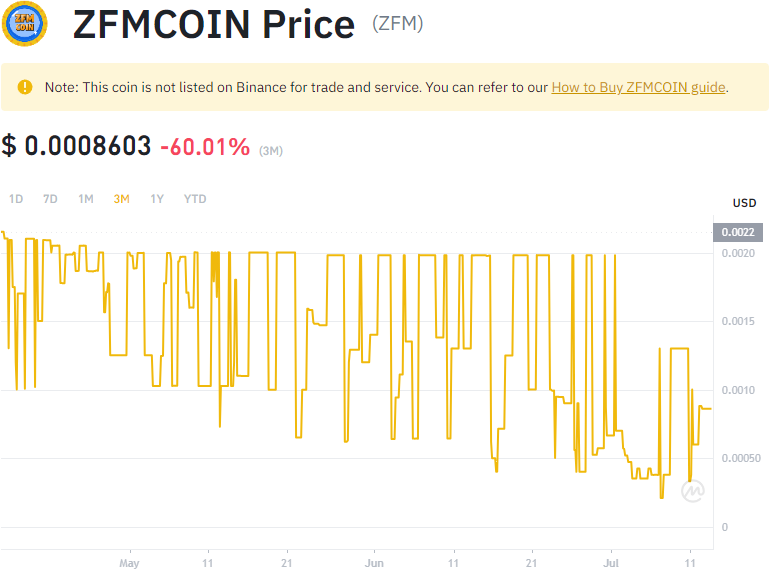 ZFM
COIN
ZFMCOIN Price (ZFM)
Note: This coin is not listed on Binance for trade and service. You can refer to our How to Buy ZFMCOIN guide.
$ 0.0008603 -60.01% (3M)
1D 7D 1M 3M 1Y YTD
USD
0.0022
0.0020
0.0015
0.0010
0.00050
0
May 11 21 Jun 11 21 Jul 11